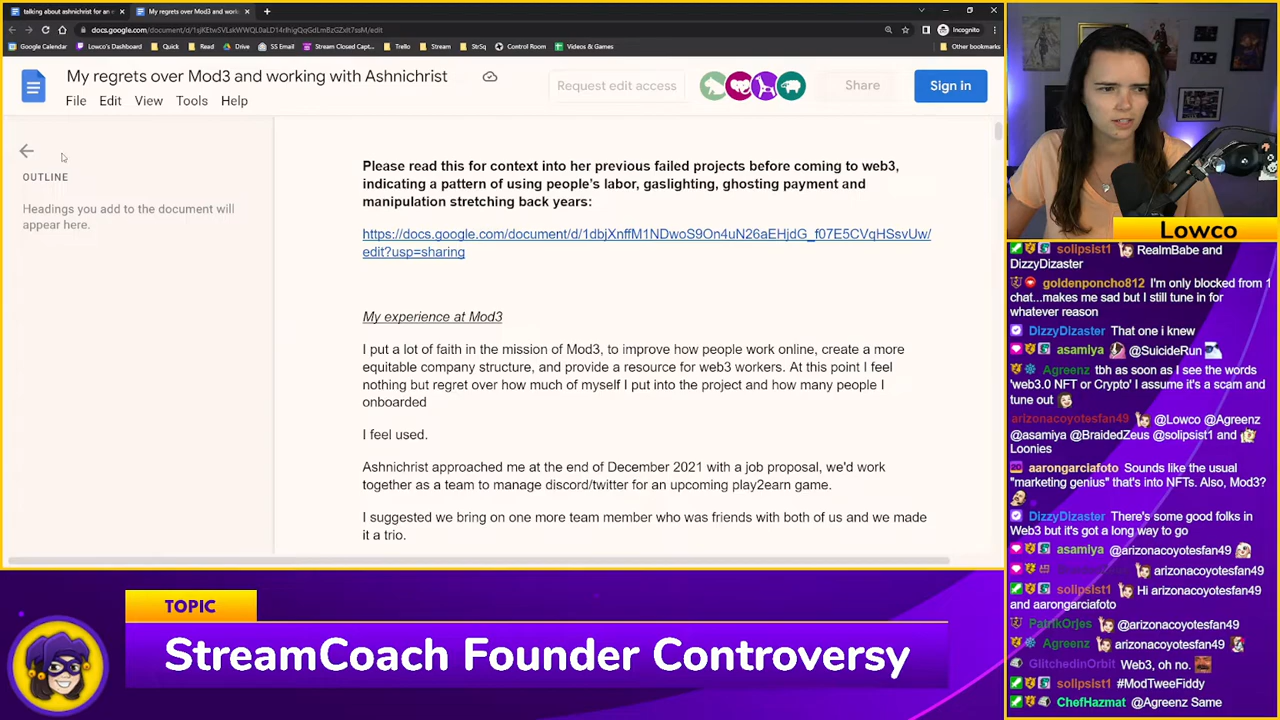 talking about ashnichrist for an e
My regrets over Mod3 and worki
docs.google.com/document/d/
Incognito
Google Calendar
Lowco's Dashboard
Quick
Read
Drive
SS Email
Stream Closed Capt...
Trello
Stream
StrSq
Control Room
Videos & Games
Other bookmarks
My regrets over Mod3 and working with Ashnichrist
File Edit View Tools Help
Request edit access
Share
Sign in
OUTLINE
Headings you add to the document will
appear here.
Please read this for context into her previous failed projects before coming to web3,
indicating a pattern of using people's labor, gaslighting, ghosting payment and
manipulation stretching back years:
https://docs.google.com/document/d/1dbjXnffM1NDwoS9On4uN26aEHjdG_f07E5CVqHSsvUw/
edit?usp=sharing
My experience at Mod3
I put a lot of faith in the mission of Mod3, to improve how people work online, create a more
equitable company structure, and provide a resource for web3 workers. At this point I feel
nothing but regret over how much of myself I put into the project and how many people I
onboarded
I feel used.
Ashnichrist approached me at the end of December 2021 with a job proposal, we'd work
together as a team to manage discord/twitter for an upcoming play2earn game.
I suggested we bring on one more team member who was friends with both of us and we made
it a trio.
Lowco
solipsist1 RealmBabe and
DizzyDizaster
goldenponcho812 I'm only blocked from 1
chat...makes me sad but I still tune in for
whatever reason
DizzyDizaster That one i knew
asamiya @SuicideRun
Agreenz tbh as soon as I see the words
'web3.0 NFT or Crypto' I assume it's a scam and
tune out
arizonacoyotesfan49 @Lowco @Agreenz
@asamiya @BraidedZeus @solipsist1 and
Loonies
aarongarciafoto Sounds like the usual
"marketing genius" that's into NFTs. Also, Mod3?
DizzyDizaster There's some good folks in
Web3 but it's got a long way to go
asamiya @arizonacoyotesfan49
arizonacoyotesfan49
solipsist1 Hi arizonacoyotesfan49
and aarongarciafoto
PatrikOrjes @arizonacoyotesfan49
Agreenz arizonacoyotesfan49
GlitchedinOrbit Web3, oh no.
solipsist1 #ModTweeFiddy
ChefHazmat @Agreenz Same
TOPIC
StreamCoach Founder Controversy